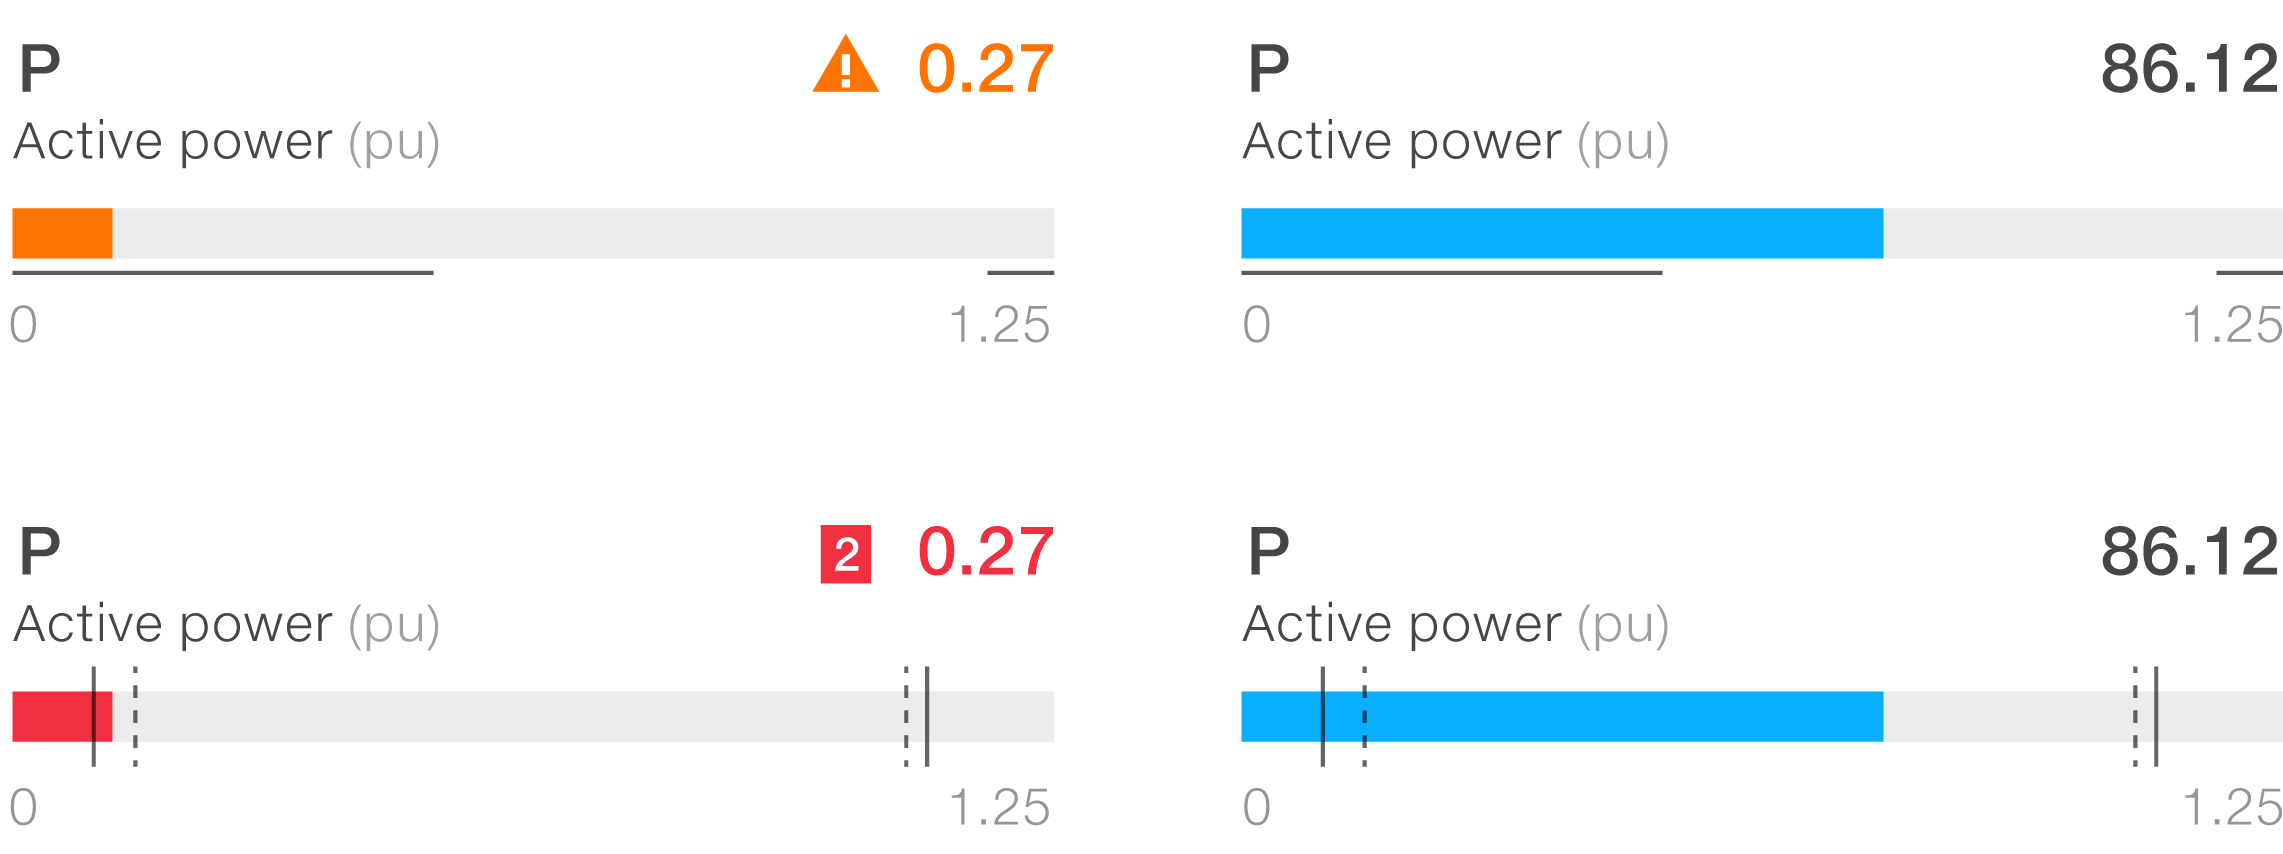 P 0.27
Active power (pu)
0 1.25
P 86.12
Active power (pu)
0 1.25
P 2 0.27
Active power (pu)
0 1.25
P 86.12
Active power (pu)
0 1.25